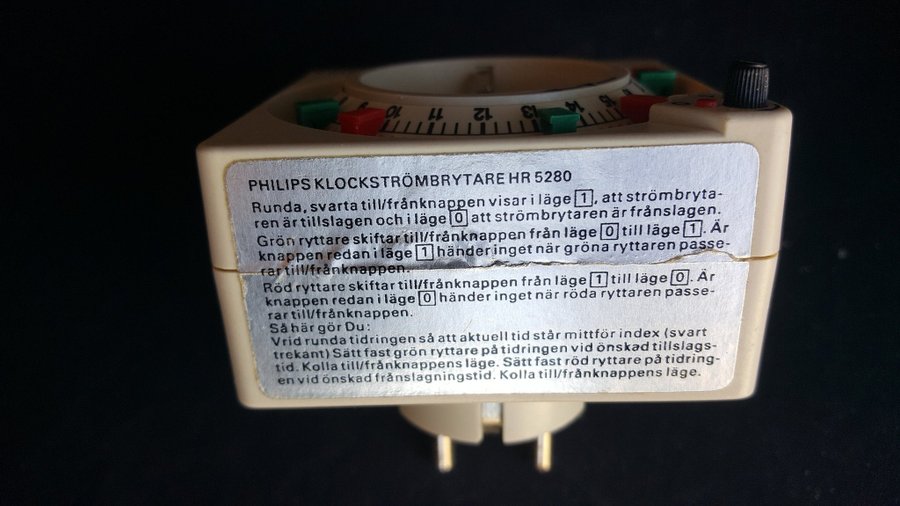 10 11 12 13 14 15
PHILIPS KLOCKSTRÖMBRYTARE HR 5280
Runda, svarta till/frånknappen visar i läge 1, att strömbryta-
ren är tillslagen och i läge 0 att strömbrytaren är frånslagen.
Grön ryttare skiftar till/frånknappen från läge 0 till läge 1. Är
knappen redan i läge 1 händer inget när gröna ryttaren passe-
rar till/frånknappen.
Röd ryttare skiftar till/frånknappen från läge 1 till läge 0. Är
knappen redan i läge 0 händer inget när röda ryttaren passe-
rar till/frånknappen.
Så här gör Du:
Vrid runda tidringen så att aktuell tid står mittför index (svart
trekant) Sätt fast grön ryttare på tidringen vid önskad tillslags-
tid. Kolla till/frånknappens läge. Sätt fast röd ryttare på tidring-
en vid önskad frånslagningstid. Kolla till/frånknappens läge.